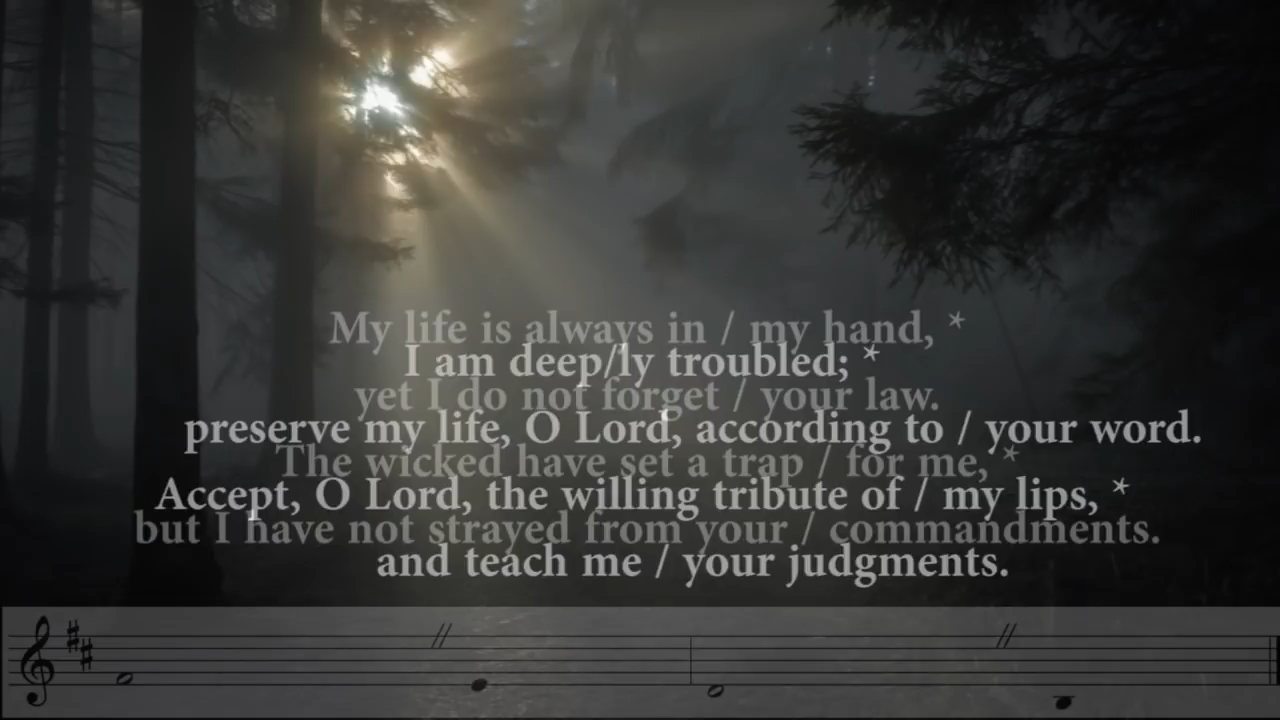 My life is always in / my hand, *
I am deep/ly troubled; *
yet I do not forget / your law.
preserve my life, O Lord, according to / your word.
The wicked have set a trap / for me, *
Accept, O Lord, the willing tribute of / my lips, *
but I have not strayed from your / commandments.
and teach me / your judgments.